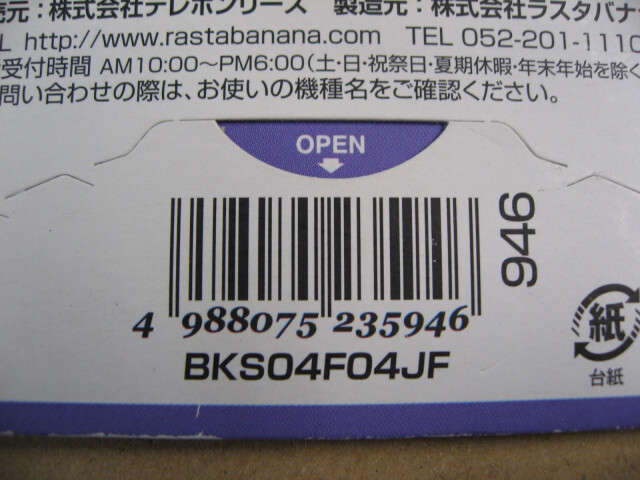 売元：株式会社テレホンリース 製造元：株式会社ラスタバナナ
L http://www.rastabanana.com TEL 052-201-1110
受付時間 AM10:00〜PM6:00（土・日・祝祭日・夏期休暇・年末年始を除く
問い合わせの際は、お使いの機種名をご確認ください。
OPEN
946
4 988075 235946
BKS04F04JF
紙
台紙